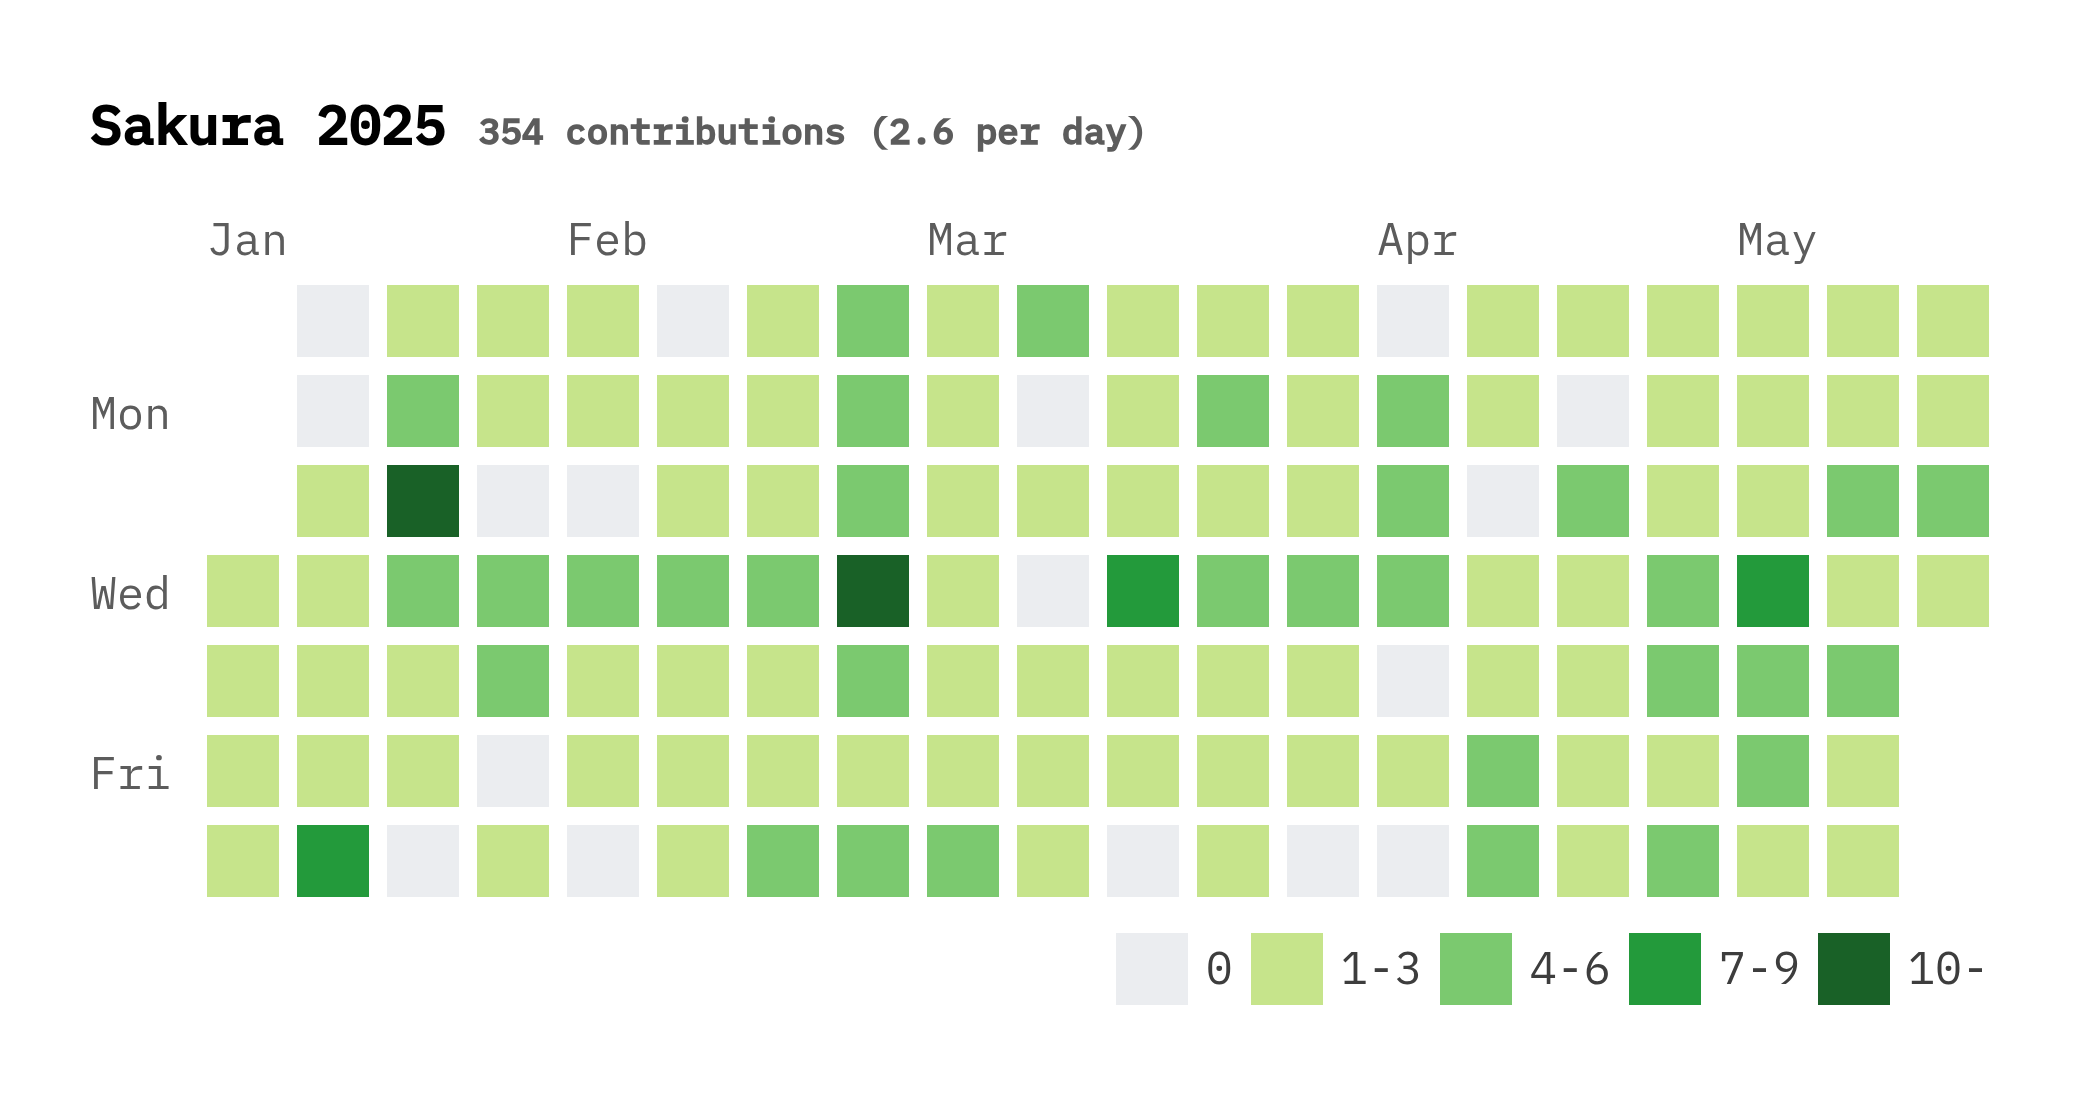 Sakura 2025 354 contributions (2.6 per day)
Jan Feb Mar Apr May
Mon
Wed
Fri
0 1-3 4-6 7-9 10-